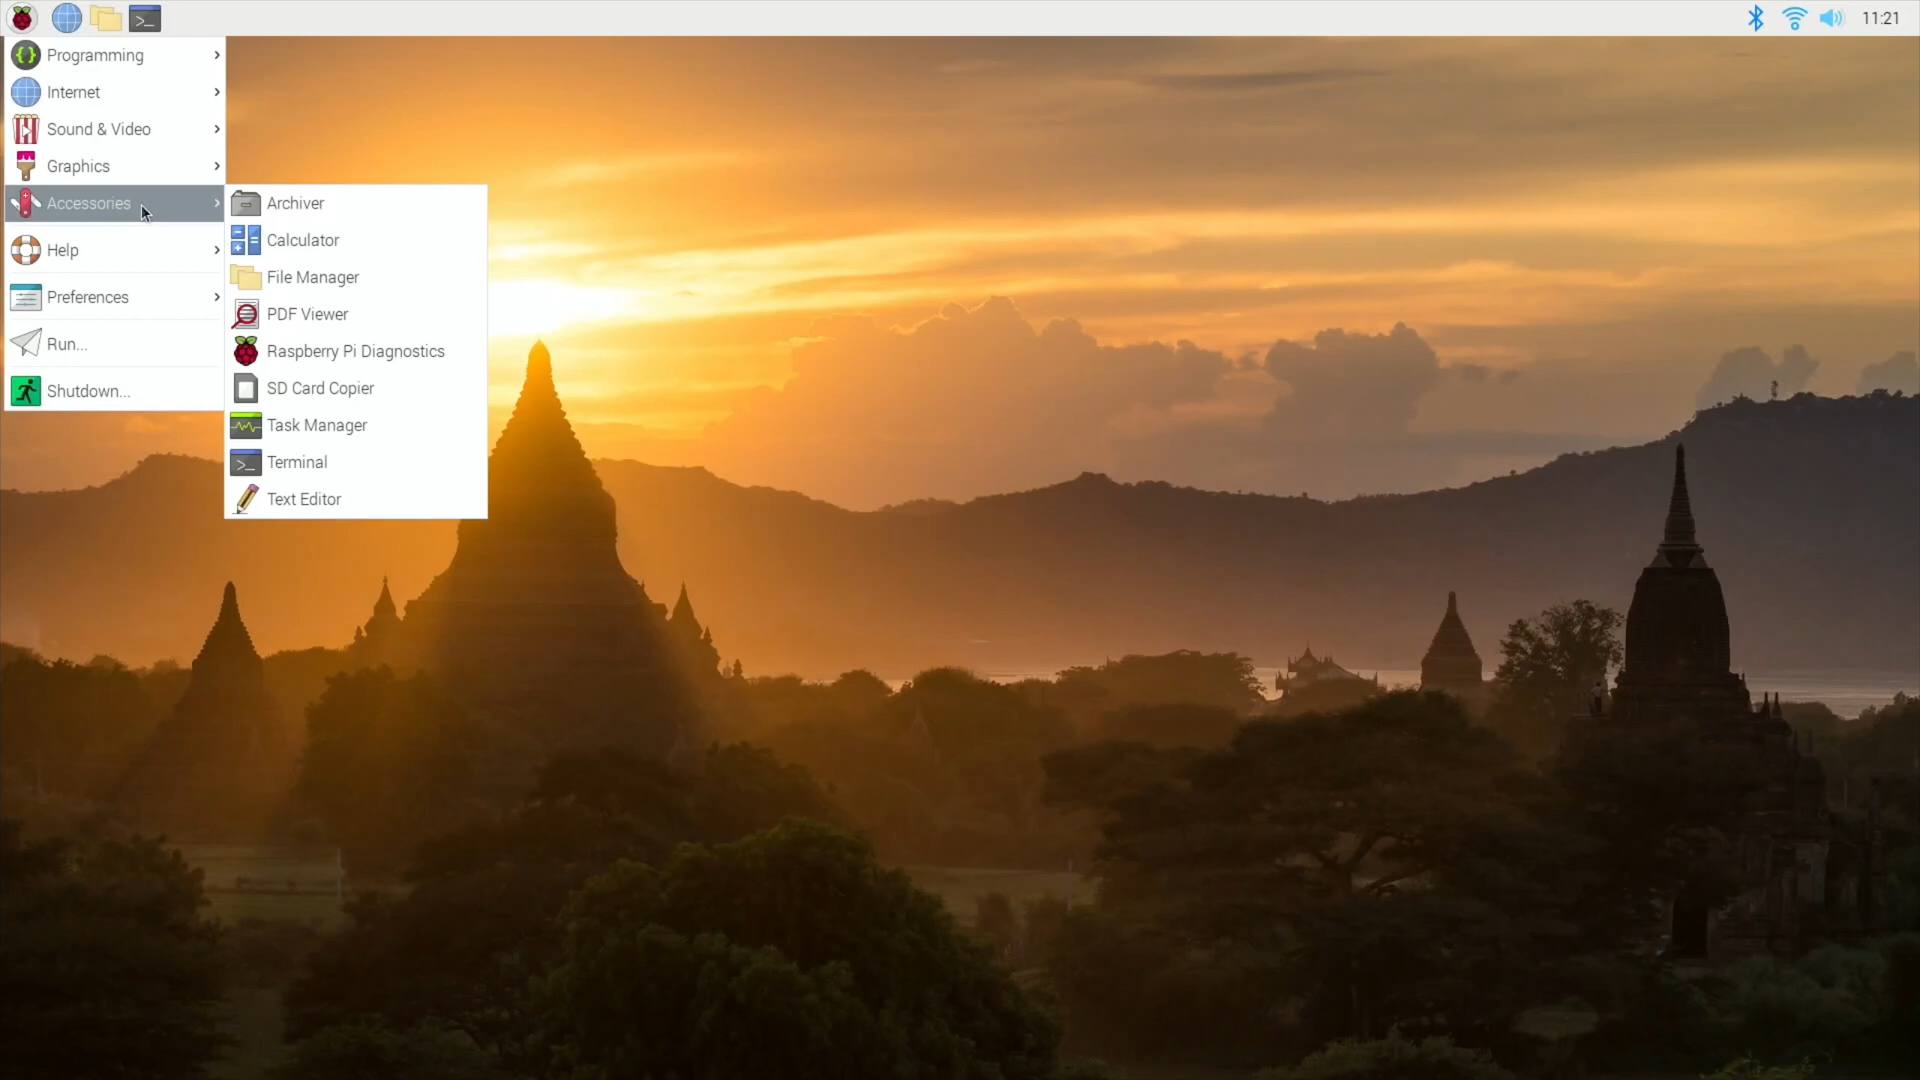 11:21
Programming
Internet
Sound & Video
Graphics
Accessories
Help
Preferences
Run...
Shutdown...
Archiver
Calculator
File Manager
PDF Viewer
Raspberry Pi Diagnostics
SD Card Copier
Task Manager
Terminal
Text Editor